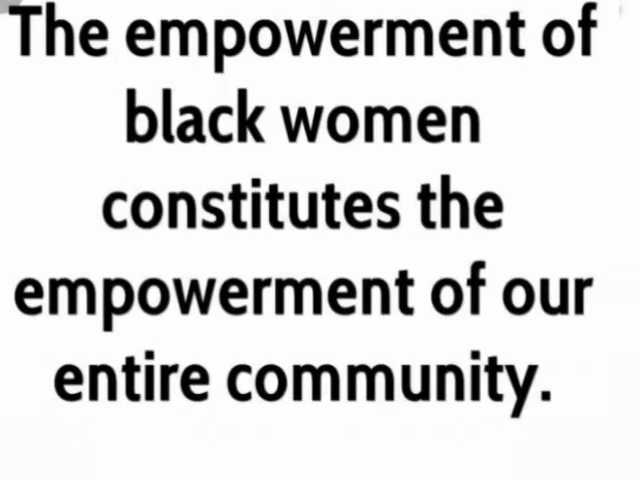 The empowerment of
black women
constitutes the
empowerment of our
entire community.